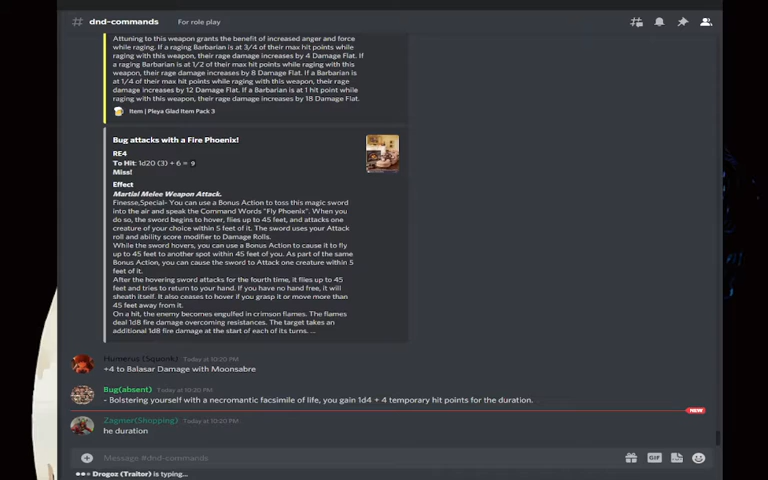 dnd-commands For role play
Attuning to this weapon grants the benefit of increased anger and force
while raging. If a raging Barbarian is at 3/4 of their max hit points while
raging with this weapon, their rage damage increases by 4 Damage Flat. If
a raging Barbarian is at 1/2 of their max hit points while raging with this
weapon, their rage damage increases by 8 Damage Flat. If a Barbarian is
at 1/4 of their max hit points while raging with this weapon, their rage
damage increases by 12 Damage Flat. If a Barbarian is at 1 hit point while
raging with this weapon, their rage damage increases by 18 Damage Flat.
Item | Pleya Glad Item Pack 3
Bug attacks with a Fire Phoenix!
RE4
To Hit: 1d20 (3) + 6 = 9
Miss!
Effect
Martial Melee Weapon Attack.
Finesse,Special- You can use a Bonus Action to toss this magic sword
into the air and speak the Command Words "Fly Phoenix". When you
do so, the sword begins to hover, flies up to 45 feet, and attacks one
creature of your choice within 5 feet of it. The sword uses your Attack
roll and ability score modifier to Damage Rolls.
While the sword hovers, you can use a Bonus Action to cause it to fly
up to 45 feet to another spot within 45 feet of you. As part of the same
Bonus Action, you can cause the sword to Attack one creature within 5
feet of it.
After the hovering sword attacks for the fourth time, it flies up to 45
feet and tries to return to your hand. If you have no hand free, it will
sheath itself. It also ceases to hover if you grasp it or move more than
45 feet away from it.
On a hit, the enemy becomes engulfed in crimson flames. The flames
deal 1d8 fire damage overcoming resistances. The target takes an
additional 1d8 fire damage at the start of each of its turns. ...
Humerus (Squonk) Today at 10:20 PM
+4 to Balasar Damage with Moonsabre
Bug(absent) Today at 10:20 PM
- Bolstering yourself with a necromantic facsimile of life, you gain 1d4 + 4 temporary hit points for the duration.
NEW
Zagmer(Shopping) Today at 10:20 PM
he duration
Message #dnd-commands
GIF
Drogoz (Traitor) is typing...